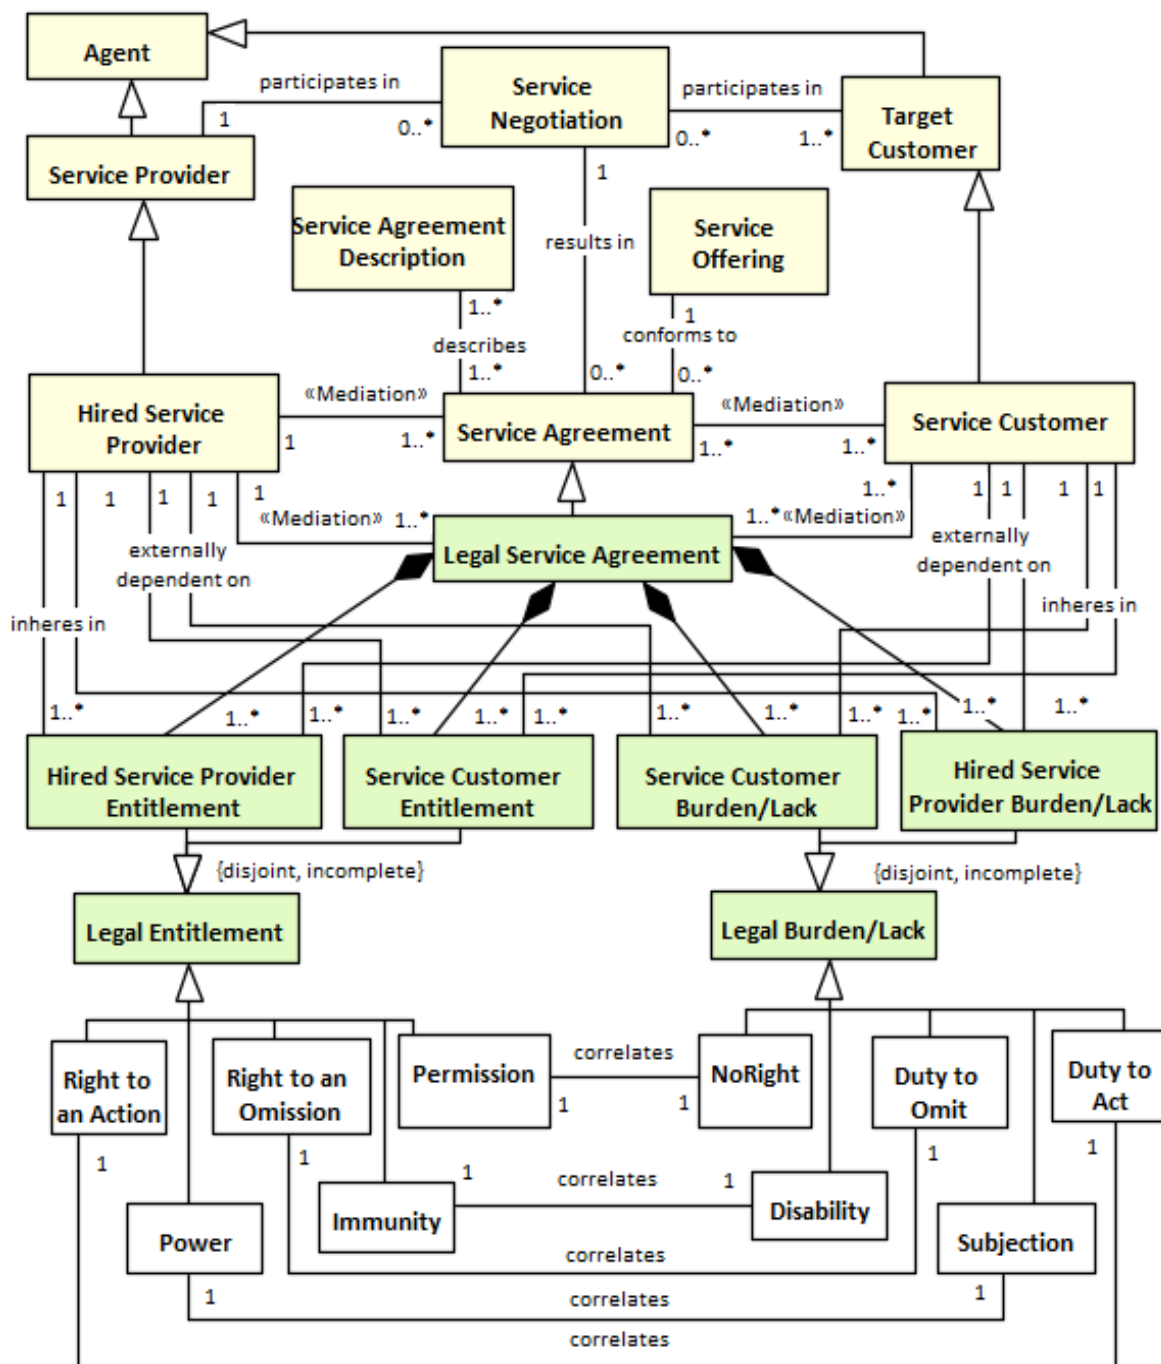 Agent
participates in
Service
Negotiation
participates in
Target
Customer
1
0..*
0..*
1..*
Service Provider
1
Service Agreement
Description
Service
Offering
results in
1..*
1
describes
conforms to
1..*
0..*
0..*
Hired Service
Provider
«Mediation»
1
1..*
Service Agreement
«Mediation»
1..*
1..*
Service Customer
1
1
1
1
1
«Mediation»
1..*
1..*
«Mediation»
1..*
1
1
1
1
Legal Service Agreement
externally
dependent on
externally
dependent on
inheres in
inheres in
1..*
1..*
1..*
1..*
1..*
1..*
1..*
1..*
1..*
1..*
1..*
1..*
Hired Service Provider
Entitlement
Service Customer
Entitlement
Service Customer
Burden/Lack
Hired Service
Provider Burden/Lack
{disjoint, incomplete}
{disjoint, incomplete}
Legal Entitlement
Legal Burden/Lack
Right to
an Action
Right to an
Omission
Permission
correlates
1
1
NoRight
Duty to
Omit
Duty to
Act
1
1
1
1
Immunity
1
correlates
1
Disability
Power
Subjection
correlates
1
1
correlates
correlates